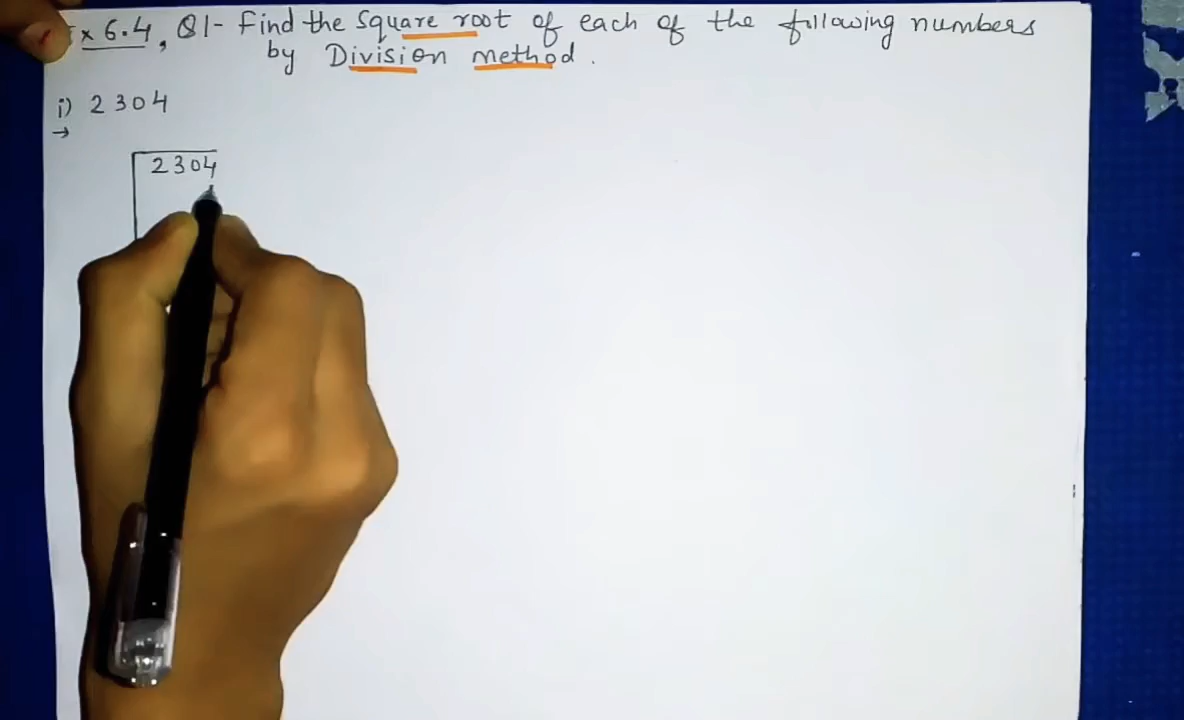 Ex 6.4, Q1- Find the square root of each of the following numbers
by Division method.
i) 2304
→
2304